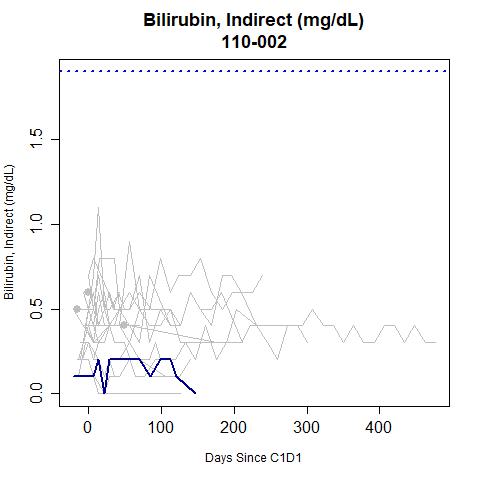 Bilirubin, Indirect (mg/dL)
110-002
Bilirubin, Indirect (mg/dL)
1.5
1.0
0.5
0.0
0 100 200 300 400
Days Since C1D1